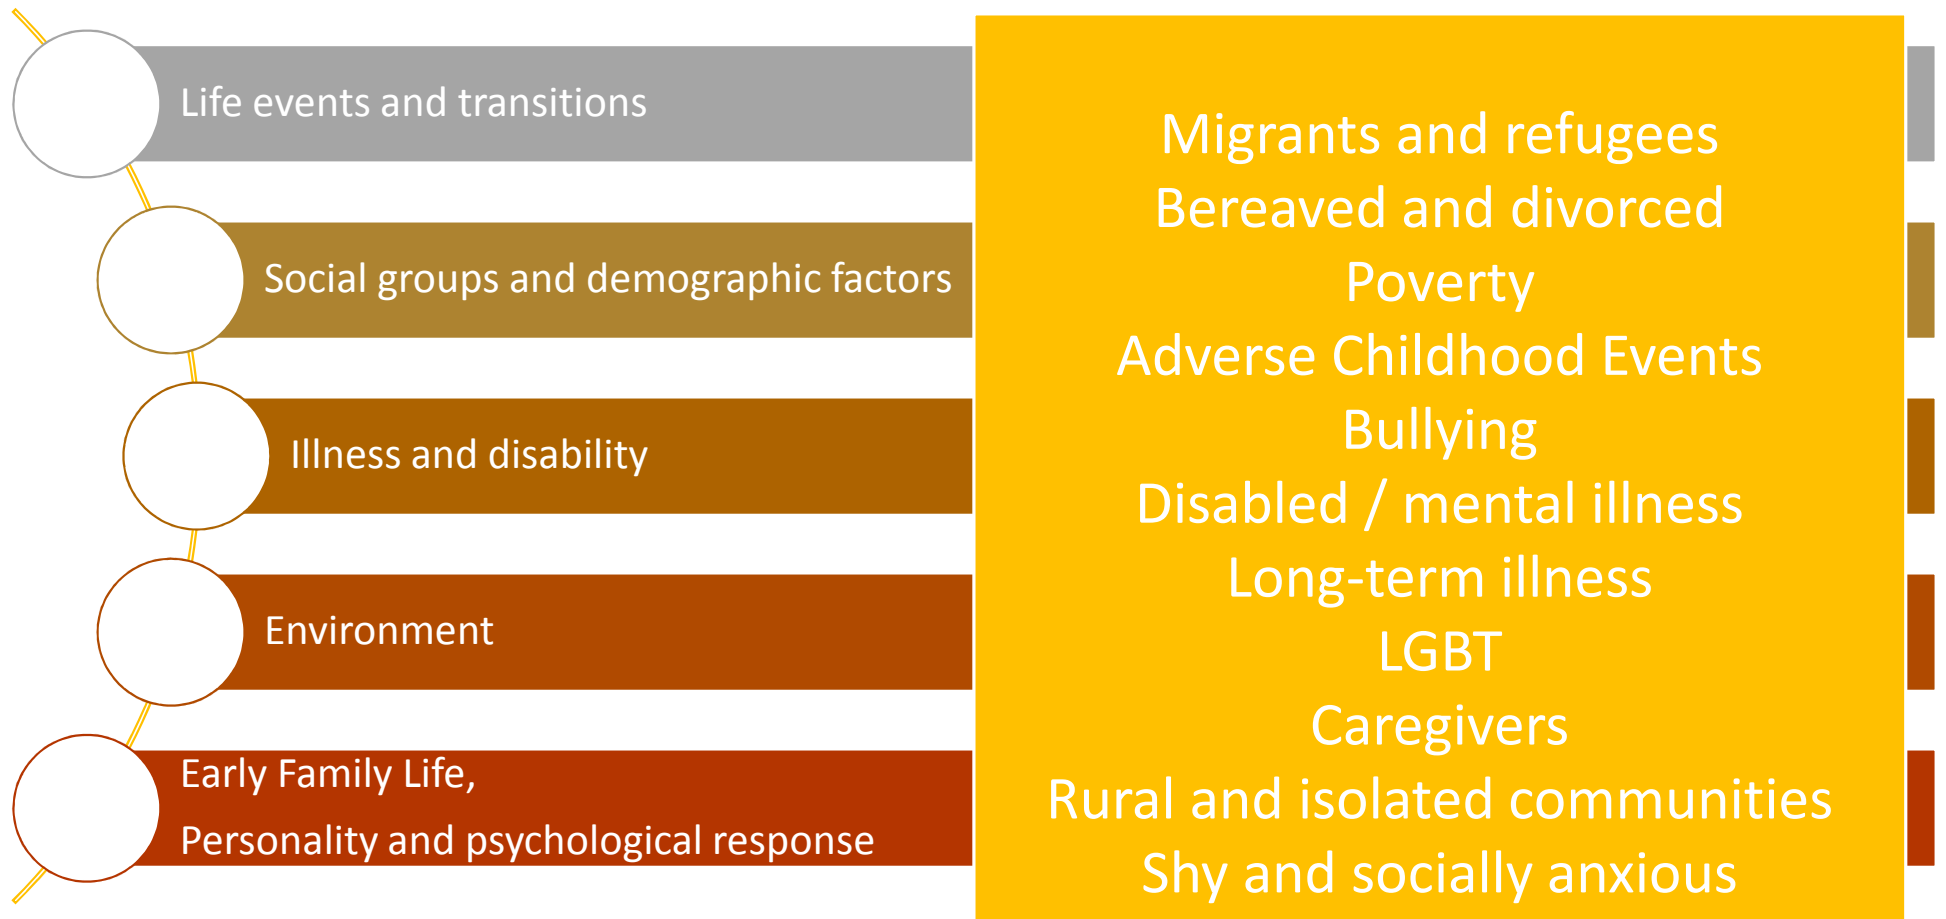 Life events and transitions
Social groups and demographic factors
Illness and disability
Environment
Early Family Life,
Personality and psychological response
Migrants and refugees
Bereaved and divorced
Poverty
Adverse Childhood Events
Bullying
Disabled / mental illness
Long-term illness
LGBT
Caregivers
Rural and isolated communities
Shy and socially anxious